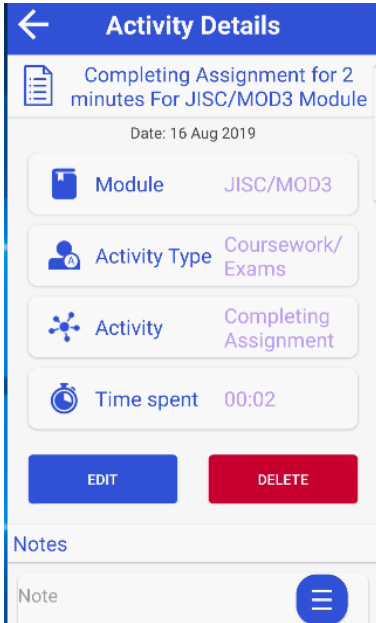 Activity Details
Completing Assignment for 2
minutes For JISC/MOD3 Module
Date: 16 Aug 2019
Module JISC/MOD3
Activity Type Coursework/
Exams
Activity Completing
Assignment
Time spent 00:02
EDIT DELETE
Notes
Note